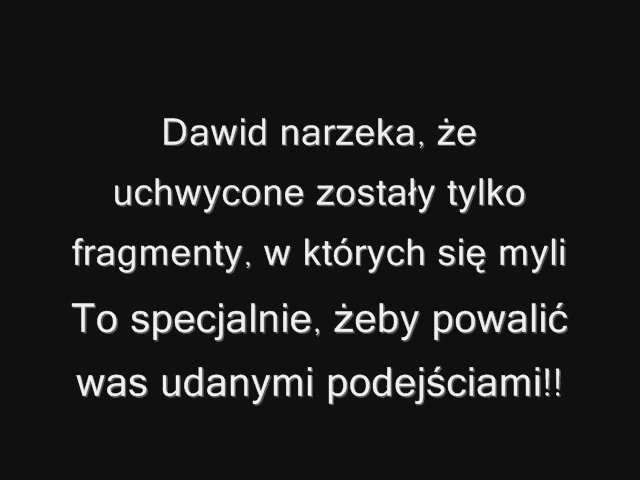 Dawid narzeka, że
uchwycone zostały tylko
fragmenty, w których się myli
To specjalnie, żeby powalić
was udanymi podejściami!!